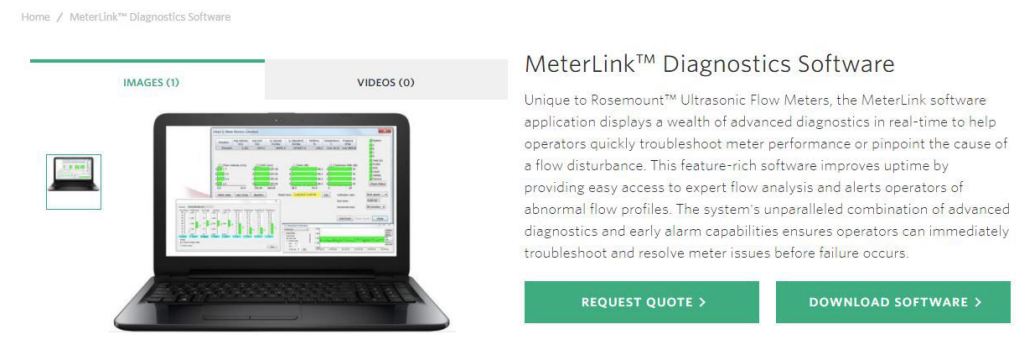 Home / MeterLink™ Diagnostics Software
IMAGES (1)
VIDEOS (0)
MeterLink™ Diagnostics Software
Unique to Rosemount™ Ultrasonic Flow Meters, the MeterLink software
application displays a wealth of advanced diagnostics in real-time to help
operators quickly troubleshoot meter performance or pinpoint the cause of
a flow disturbance. This feature-rich software improves uptime by
providing easy access to expert flow analysis and alerts operators of
abnormal flow profiles. The system's unparalleled combination of advanced
diagnostics and early alarm capabilities ensures operators can immediately
troubleshoot and resolve meter issues before failure occurs.
REQUEST QUOTE >
DOWNLOAD SOFTWARE >